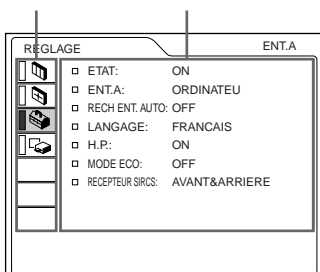 REGLAGE ENT.A
ETAT: ON
ENT.A: ORDINATEU
RECH ENT. AUTO: OFF
LANGAGE: FRANCAIS
H.P.: ON
MODE ECO: OFF
RECEPTEUR SIRCS: AVANT&ARRIERE